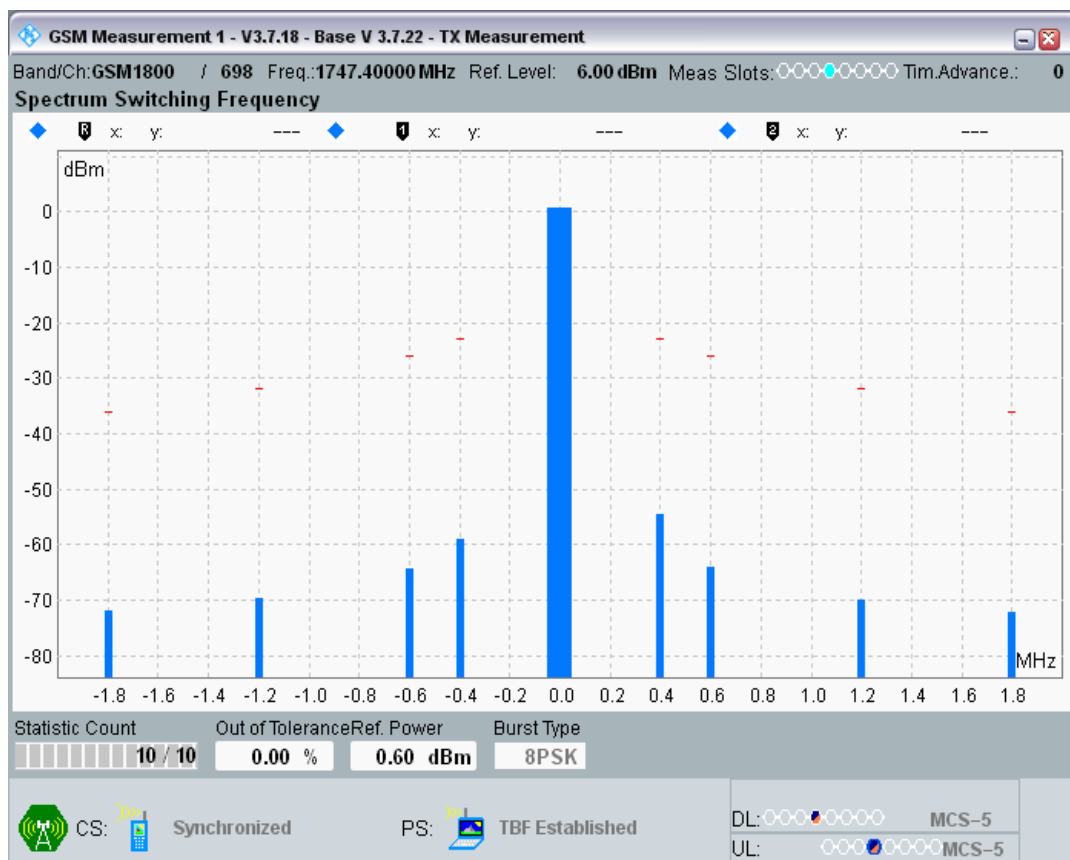 GSM Measurement 1 - V3.7.18 - Base V 3.7.22 - TX Measurement
Band/Ch:GSM1800 / 698 Freq.:1747.40000 MHz Ref. Level: 6.00 dBm Meas Slots: Tim.Advance.: 0
Spectrum Switching Frequency
R x: y: --- 1 x: y: --- 2 x: y: ---
dBm
0
-10
-20
-30
-40
-50
-60
-70
-80
MHz
-1.8 -1.6 -1.4 -1.2 -1.0 -0.8 -0.6 -0.4 -0.2 0.0 0.2 0.4 0.6 0.8 1.0 1.2 1.4 1.6 1.8
Statistic Count Out of Tolerance Ref. Power Burst Type
10 / 10 0.00 % 0.60 dBm 8PSK
CS: Synchronized PS: TBF Established DL: MCS-5
UL: MCS-5